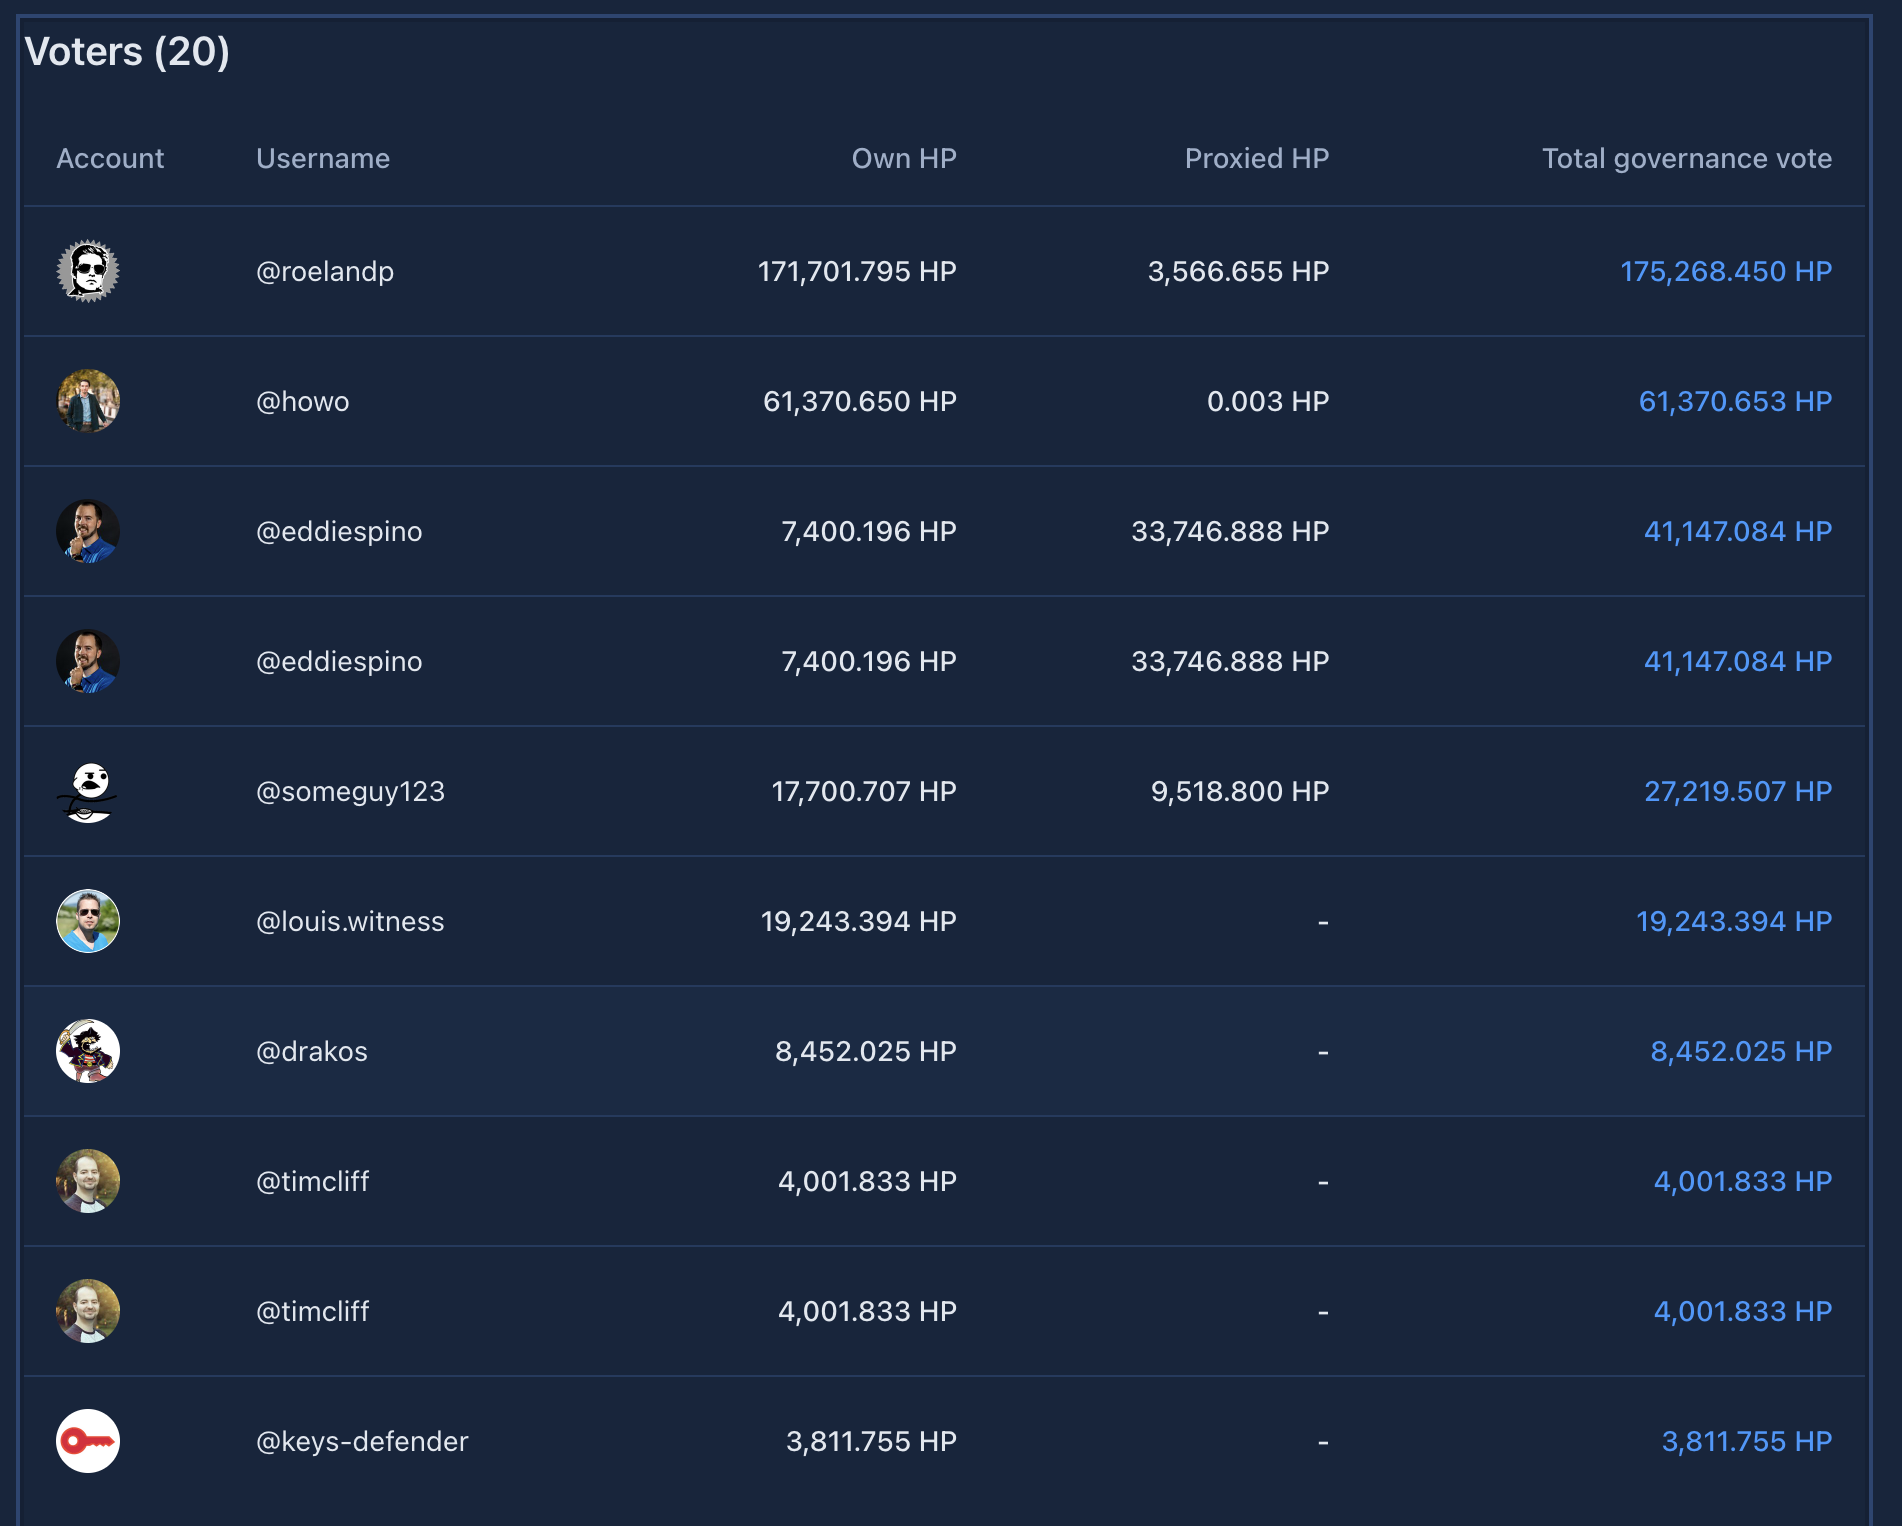 Voters (20)
Account Username Own HP Proxied HP Total governance vote
@roelandp 171,701.795 HP 3,566.655 HP 175,268.450 HP
@howo 61,370.650 HP 0.003 HP 61,370.653 HP
@eddiespino 7,400.196 HP 33,746.888 HP 41,147.084 HP
@eddiespino 7,400.196 HP 33,746.888 HP 41,147.084 HP
@someguy123 17,700.707 HP 9,518.800 HP 27,219.507 HP
@louis.witness 19,243.394 HP - 19,243.394 HP
@drakos 8,452.025 HP - 8,452.025 HP
@timcliff 4,001.833 HP - 4,001.833 HP
@timcliff 4,001.833 HP - 4,001.833 HP
@keys-defender 3,811.755 HP - 3,811.755 HP